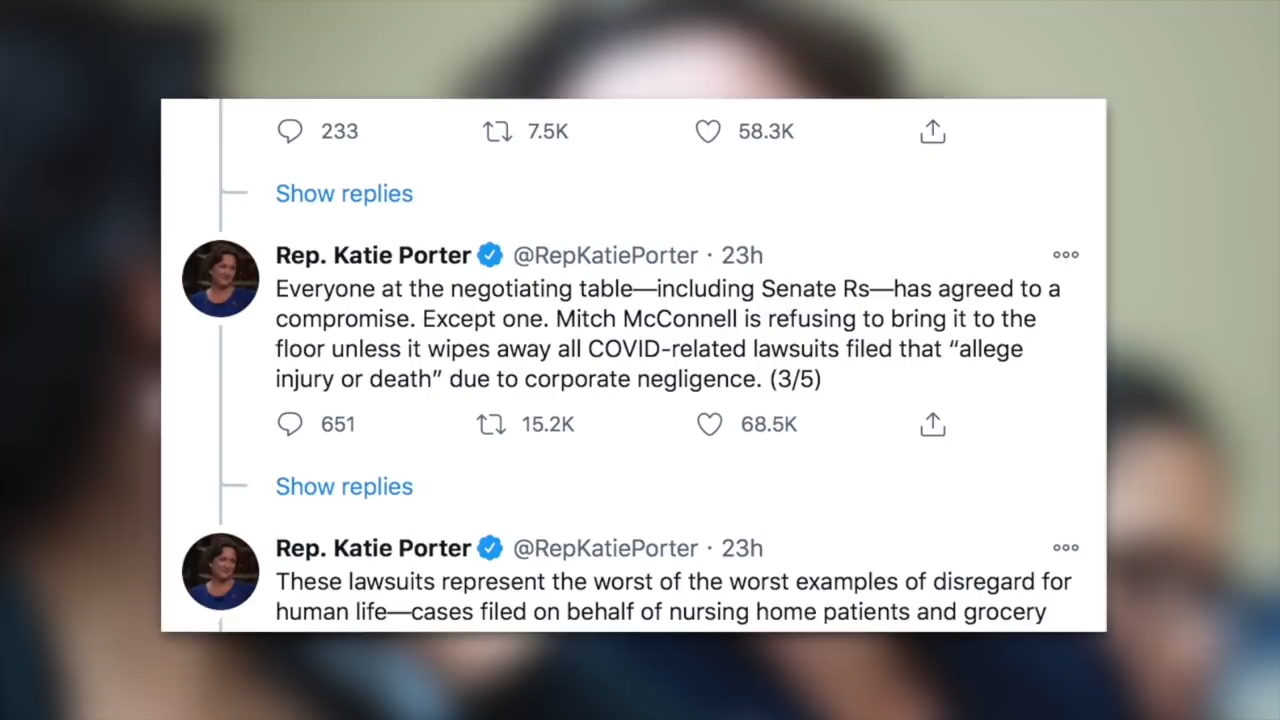 233 7.5K 58.3K
Show replies
Rep. Katie Porter @RepKatiePorter · 23h
Everyone at the negotiating table—including Senate Rs—has agreed to a
compromise. Except one. Mitch McConnell is refusing to bring it to the
floor unless it wipes away all COVID-related lawsuits filed that “allege
injury or death” due to corporate negligence. (3/5)
651 15.2K 68.5K
Show replies
Rep. Katie Porter @RepKatiePorter · 23h
These lawsuits represent the worst of the worst examples of disregard for
human life—cases filed on behalf of nursing home patients and grocery